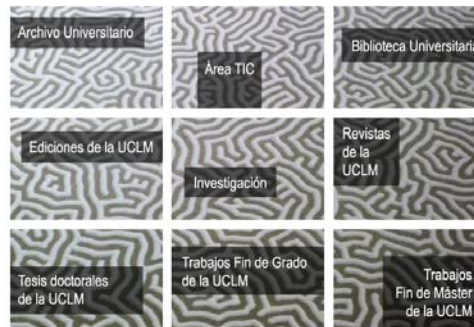 Archivo Universitario
Área TIC
Biblioteca Universitaria
Ediciones de la UCLM
Investigación
Revistas
de la
UCLM
Tesis doctorales
de la UCLM
Trabajos Fin de Grado
de la UCLM
Trabajos
Fin de Máster
de la UCLM